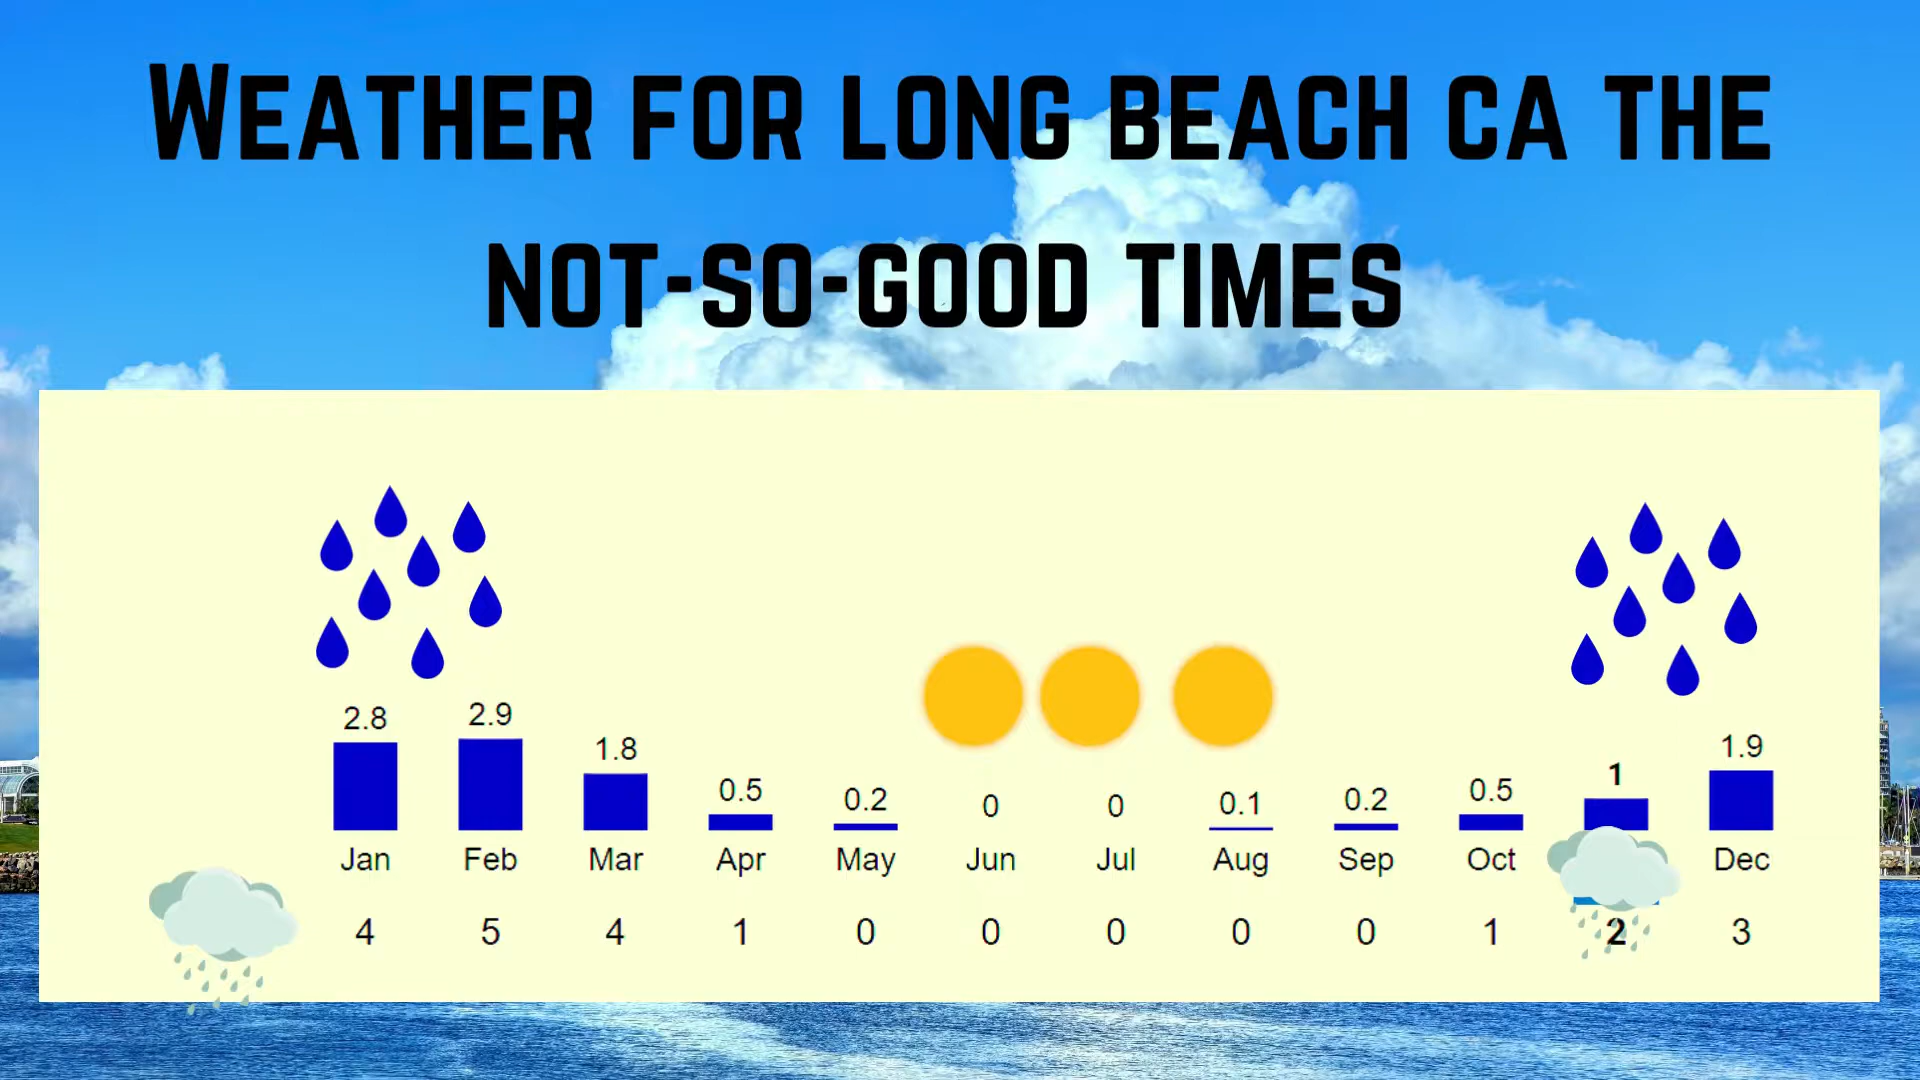 Weather for long beach ca the
not-so-good times
2.8 2.9 1.8 0.5 0.2 0 0 0.1 0.2 0.5 1 1.9
Jan Feb Mar Apr May Jun Jul Aug Sep Oct Dec
4 5 4 1 0 0 0 0 0 1 2 3